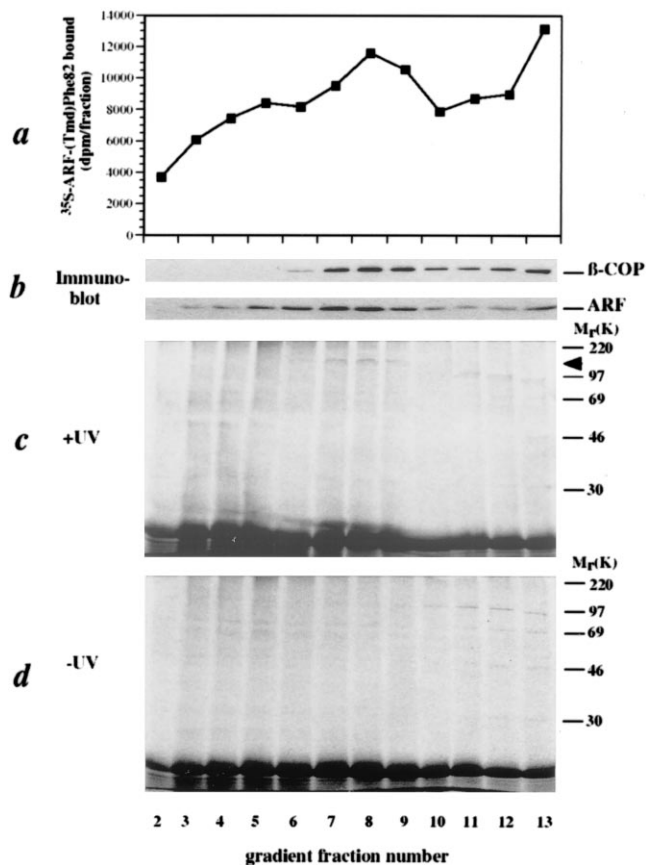 a
³⁵S-ARF-(Tmd)Phe82 bound
(dpm/fraction)
14000
12000
10000
8000
6000
4000
2000
0
b
Immuno-
blot
ß-COP
ARF
c
+UV
Mr(K)
220
97
69
46
30
d
-UV
Mr(K)
220
97
69
46
30
2 3 4 5 6 7 8 9 10 11 12 13
gradient fraction number